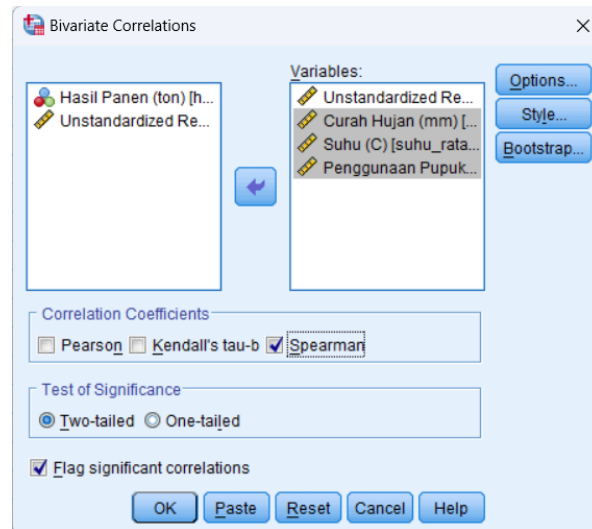 Bivariate Correlations
Hasil Panen (ton) [h...
Unstandardized Re...
Variables:
Unstandardized Re...
Curah Hujan (mm) [...
Suhu (C) [suhu_rata...
Penggunaan Pupuk...
Options...
Style...
Bootstrap...
Correlation Coefficients
Pearson Kendall's tau-b Spearman
Test of Significance
Two-tailed One-tailed
Flag significant correlations
OK Paste Reset Cancel Help